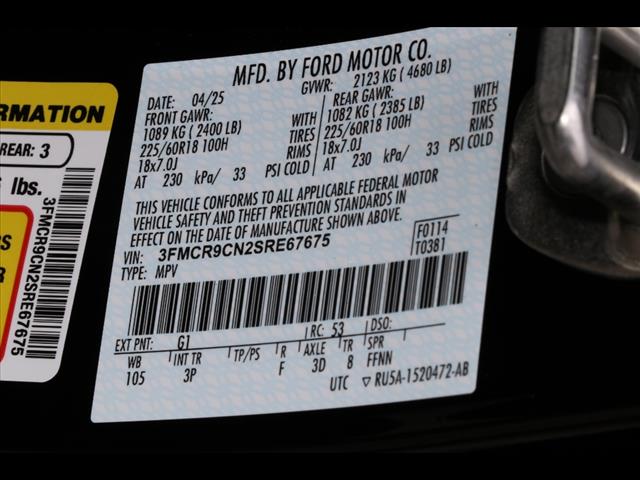 ORMATION
REAR: 3
lbs.
3FMCR9CN2SRE67675
MFD. BY FORD MOTOR CO.
DATE: 04/25 GVWR: 2123 KG ( 4680 LB)
FRONT GAWR: WITH REAR GAWR: WITH
1089 KG ( 2400 LB) TIRES 1082 KG ( 2385 LB) TIRES
225/60R18 100H RIMS 225/60R18 100H RIMS
18x7.0J 18x7.0J
AT 230 kPa/ 33 PSI COLD AT 230 kPa/ 33 PSI COLD
THIS VEHICLE CONFORMS TO ALL APPLICABLE FEDERAL MOTOR
VEHICLE SAFETY AND THEFT PREVENTION STANDARDS IN
EFFECT ON THE DATE OF MANUFACTURE SHOWN ABOVE.
VIN: 3FMCR9CN2SRE67675 F0114
TYPE: MPV T0381
EXT PNT: G1 RC: 53 DSO:
WB INT TR TP/PS R AXLE TR SPR
105 3P F 3D 8 FFNN
UTC ▽ RU5A-1520472-AB